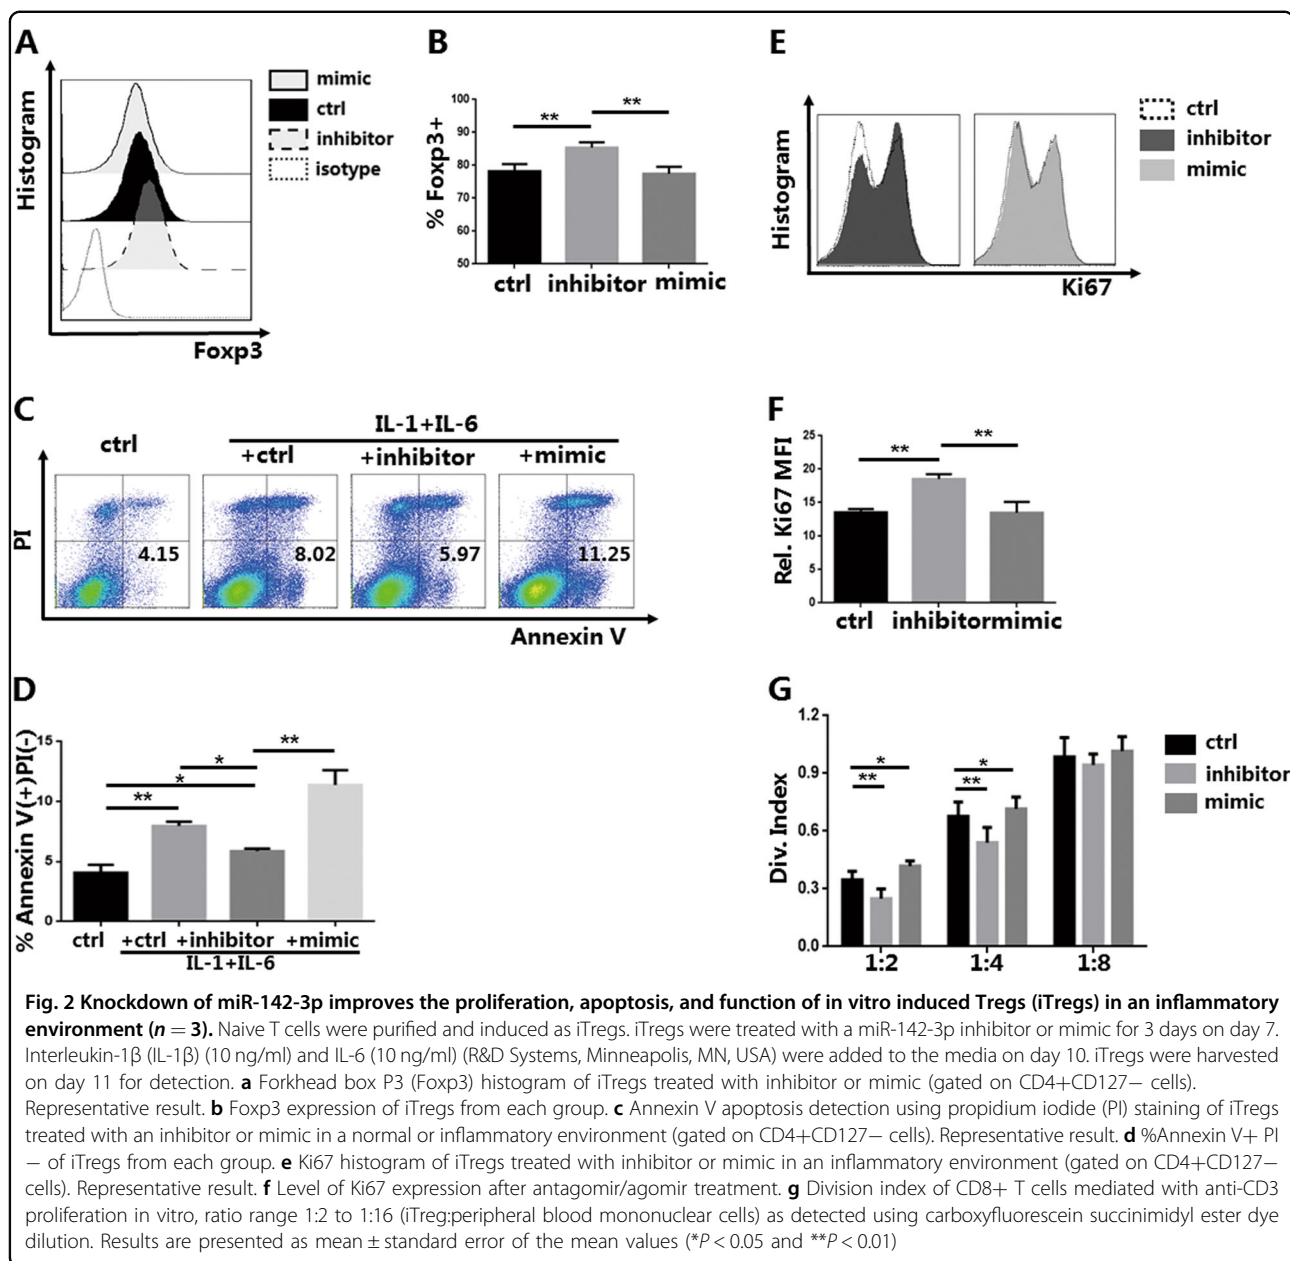 A
Histogram
Foxp3
mimic
ctrl
inhibitor
isotype
B
% Foxp3+
100
90
80
70
60
50
** **
ctrl inhibitor mimic
E
Histogram
Ki67
ctrl
inhibitor
mimic
C
IL-1+IL-6
ctrl +ctrl +inhibitor +mimic
PI
4.15 8.02 5.97 11.25
Annexin V
F
Rel. Ki67 MFI
25
20
15
10
5
0
** **
ctrl inhibitor mimic
D
% Annexin V(+)PI(-)
15
10
5
0
**
*
*
**
ctrl +ctrl +inhibitor +mimic
IL-1+IL-6
G
Div. Index
1.2
0.9
0.6
0.3
0.0
* *
** **
1:2 1:4 1:8
ctrl
inhibitor
mimic
Fig. 2 Knockdown of miR-142-3p improves the proliferation, apoptosis, and function of in vitro induced Tregs (iTregs) in an inflammatory
environment (n = 3). Naive T cells were purified and induced as iTregs. iTregs were treated with a miR-142-3p inhibitor or mimic for 3 days on day 7.
Interleukin-1β (IL-1β) (10 ng/ml) and IL-6 (10 ng/ml) (R&D Systems, Minneapolis, MN, USA) were added to the media on day 10. iTregs were harvested
on day 11 for detection. a Forkhead box P3 (Foxp3) histogram of iTregs treated with inhibitor or mimic (gated on CD4+CD127− cells).
Representative result. b Foxp3 expression of iTregs from each group. c Annexin V apoptosis detection using propidium iodide (PI) staining of iTregs
treated with an inhibitor or mimic in a normal or inflammatory environment (gated on CD4+CD127− cells). Representative result. d %Annexin V+ PI
− of iTregs from each group. e Ki67 histogram of iTregs treated with inhibitor or mimic in an inflammatory environment (gated on CD4+CD127−
cells). Representative result. f Level of Ki67 expression after antagomir/agomir treatment. g Division index of CD8+ T cells mediated with anti-CD3
proliferation in vitro, ratio range 1:2 to 1:16 (iTreg:peripheral blood mononuclear cells) as detected using carboxyfluorescein succinimidyl ester dye
dilution. Results are presented as mean ± standard error of the mean values (*P < 0.05 and **P < 0.01)